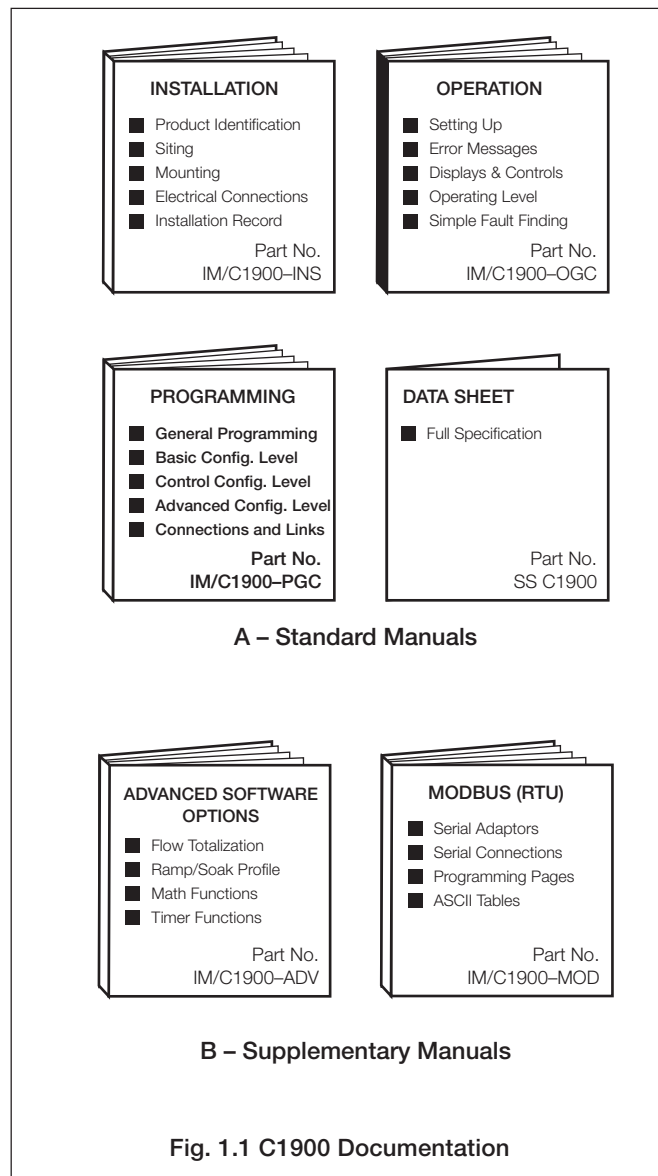 INSTALLATION
Product Identification
Siting
Mounting
Electrical Connections
Installation Record
Part No.
IM/C1900–INS
OPERATION
Setting Up
Error Messages
Displays & Controls
Operating Level
Simple Fault Finding
Part No.
IM/C1900–OGC
PROGRAMMING
General Programming
Basic Config. Level
Control Config. Level
Advanced Config. Level
Connections and Links
Part No.
IM/C1900–PGC
DATA SHEET
Full Specification
Part No.
SS C1900
A – Standard Manuals
ADVANCED SOFTWARE
OPTIONS
Flow Totalization
Ramp/Soak Profile
Math Functions
Timer Functions
Part No.
IM/C1900–ADV
MODBUS (RTU)
Serial Adaptors
Serial Connections
Programming Pages
ASCII Tables
Part No.
IM/C1900–MOD
B – Supplementary Manuals
Fig. 1.1 C1900 Documentation